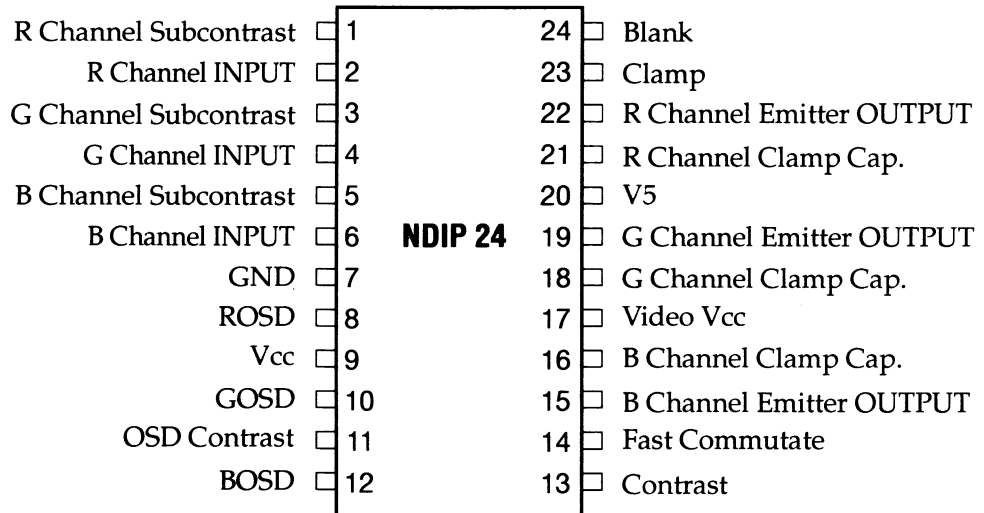 R Channel Subcontrast 1 24 Blank
R Channel INPUT 2 23 Clamp
G Channel Subcontrast 3 22 R Channel Emitter OUTPUT
G Channel INPUT 4 21 R Channel Clamp Cap.
B Channel Subcontrast 5 20 V5
B Channel INPUT 6 NDIP 24 19 G Channel Emitter OUTPUT
GND 7 18 G Channel Clamp Cap.
ROSD 8 17 Video Vcc
Vcc 9 16 B Channel Clamp Cap.
GOSD 10 15 B Channel Emitter OUTPUT
OSD Contrast 11 14 Fast Commutate
BOSD 12 13 Contrast